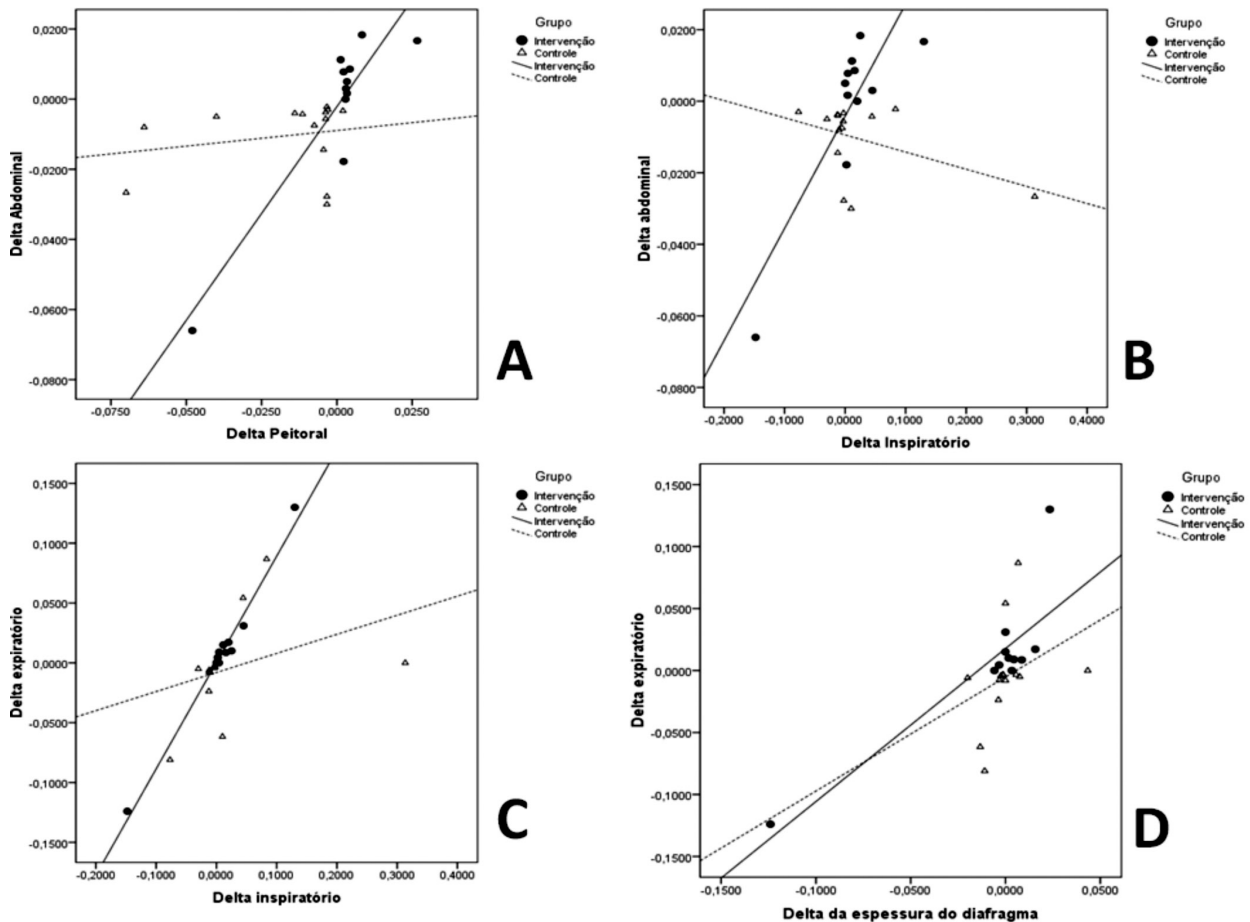 Grupo
Intervenção
Controle
Intervenção
Controle
0,0200
0,0000
-0,0200
-0,0400
-0,0600
-0,0800
Delta Abdominal
-0,0750
-0,0500
-0,0250
0,0000
0,0250
Delta Peitoral
A
Grupo
Intervenção
Controle
Intervenção
Controle
0,0200
0,0000
-0,0200
-0,0400
-0,0600
-0,0800
Delta abdominal
-0,2000
-0,1000
0,0000
0,1000
0,2000
0,3000
0,4000
Delta Inspiratório
B
Grupo
Intervenção
Controle
Intervenção
Controle
0,1500
0,1000
0,0500
0,0000
-0,0500
-0,1000
-0,1500
Delta expiratório
-0,2000
-0,1000
0,0000
0,1000
0,2000
0,3000
0,4000
Delta inspiratório
C
Grupo
Intervenção
Controle
Intervenção
Controle
0,1500
0,1000
0,0500
0,0000
-0,0500
-0,1000
-0,1500
Delta expiratório
-0,1500
-0,1000
-0,0500
0,0000
0,0500
Delta da espessura do diafragma
D